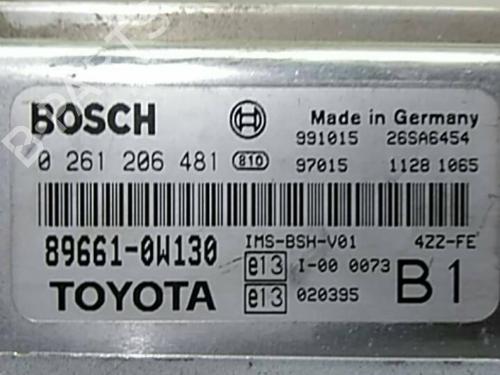 BOSCH Made in Germany
991015 26SA6454
0 261 206 481 810 97015 1128 1065
89661-0W130 IMS-BSH-V01 4ZZ-FE
e13 I-00 0073
TOYOTA e13 020395 B1